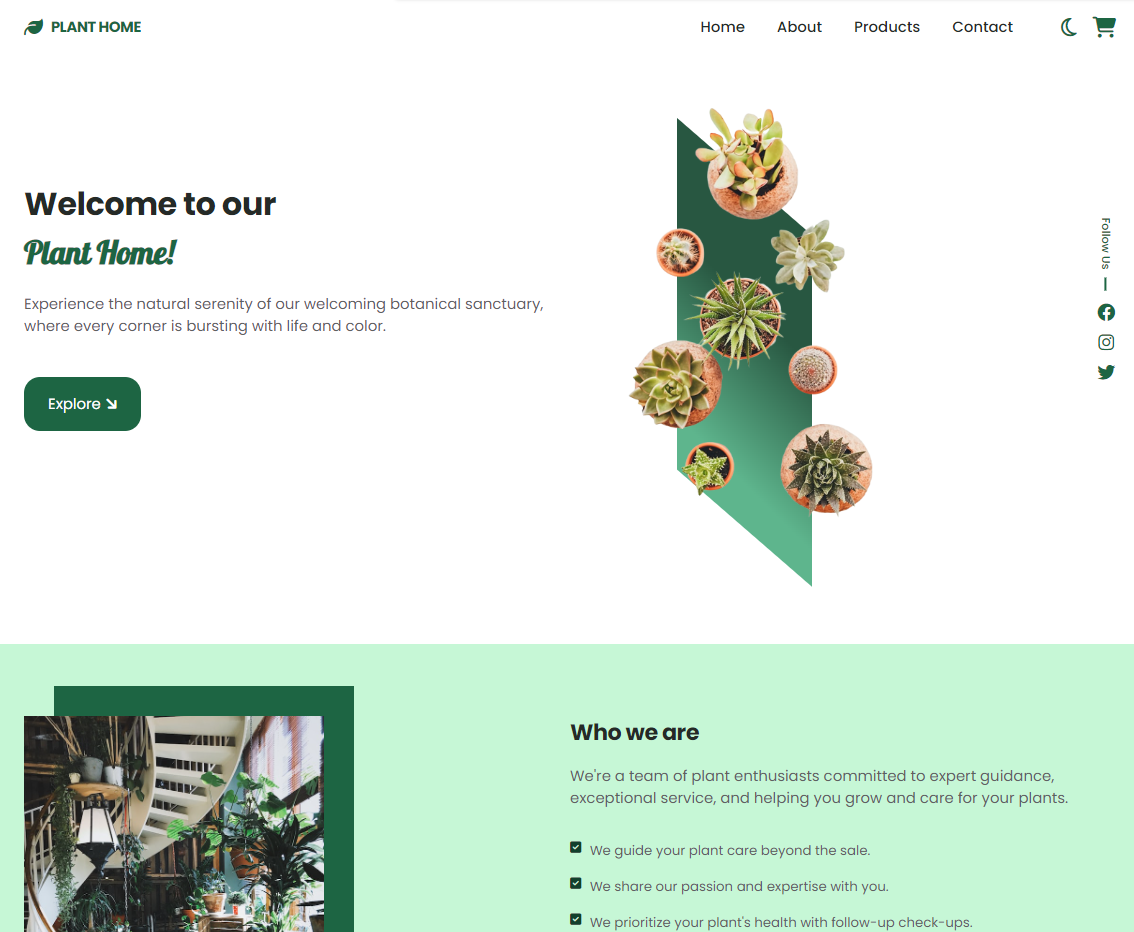 PLANT HOME
Home
About
Products
Contact
Welcome to our
Plant Home!
Experience the natural serenity of our welcoming botanical sanctuary,
where every corner is bursting with life and color.
Explore
Follow Us
Who we are
We're a team of plant enthusiasts committed to expert guidance,
exceptional service, and helping you grow and care for your plants.
We guide your plant care beyond the sale.
We share our passion and expertise with you.
We prioritize your plant's health with follow-up check-ups.